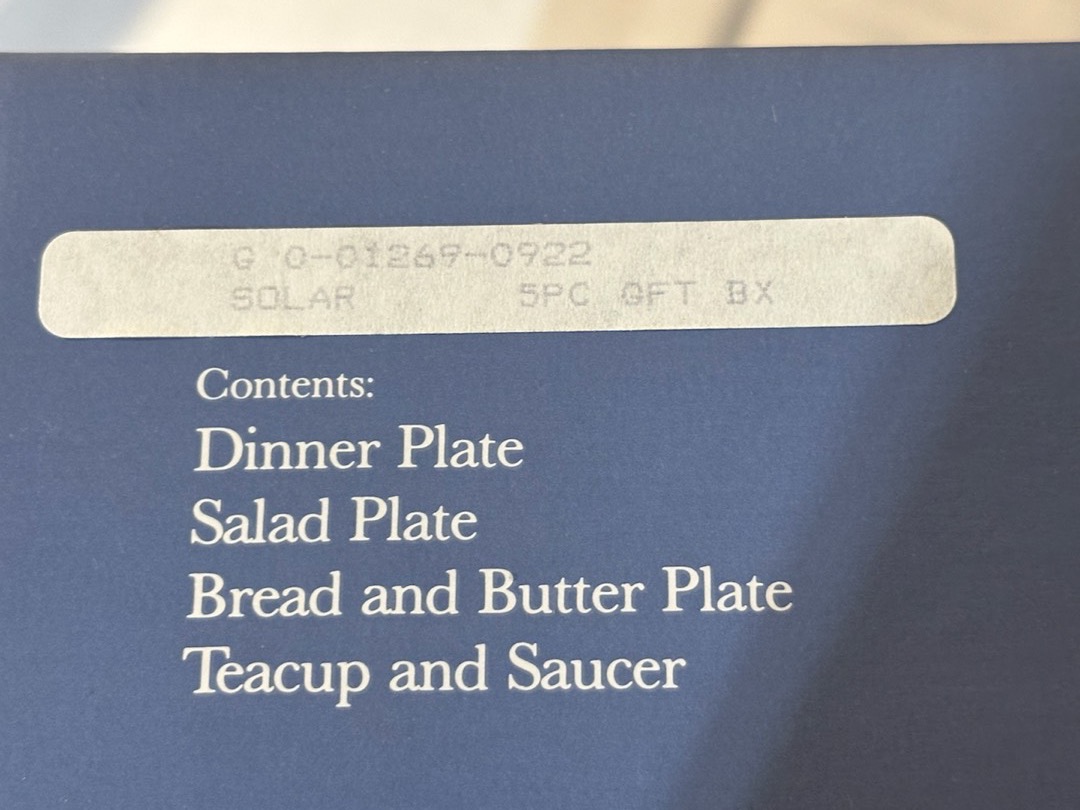 G 0-01269-0922
SOLAR 5PC GFT BX
Contents:
Dinner Plate
Salad Plate
Bread and Butter Plate
Teacup and Saucer